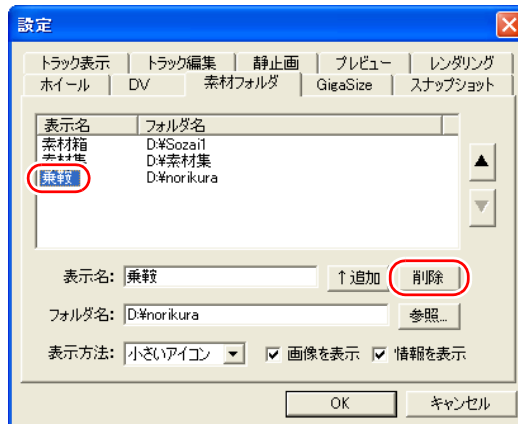 設定
トラック表示 トラック編集 静止画 プレビュー レンダリング
ホイール DV 素材フォルダ GigaSize スナップショット
表示名 フォルダ名
素材箱 D:¥Sozai1
素材集 D:¥素材集
乗鞍 D:¥norikura
表示名: 乗鞍 ↑追加 削除
フォルダ名: D:¥norikura 参照...
表示方法: 小さいアイコン 画像を表示 情報を表示
OK キャンセル